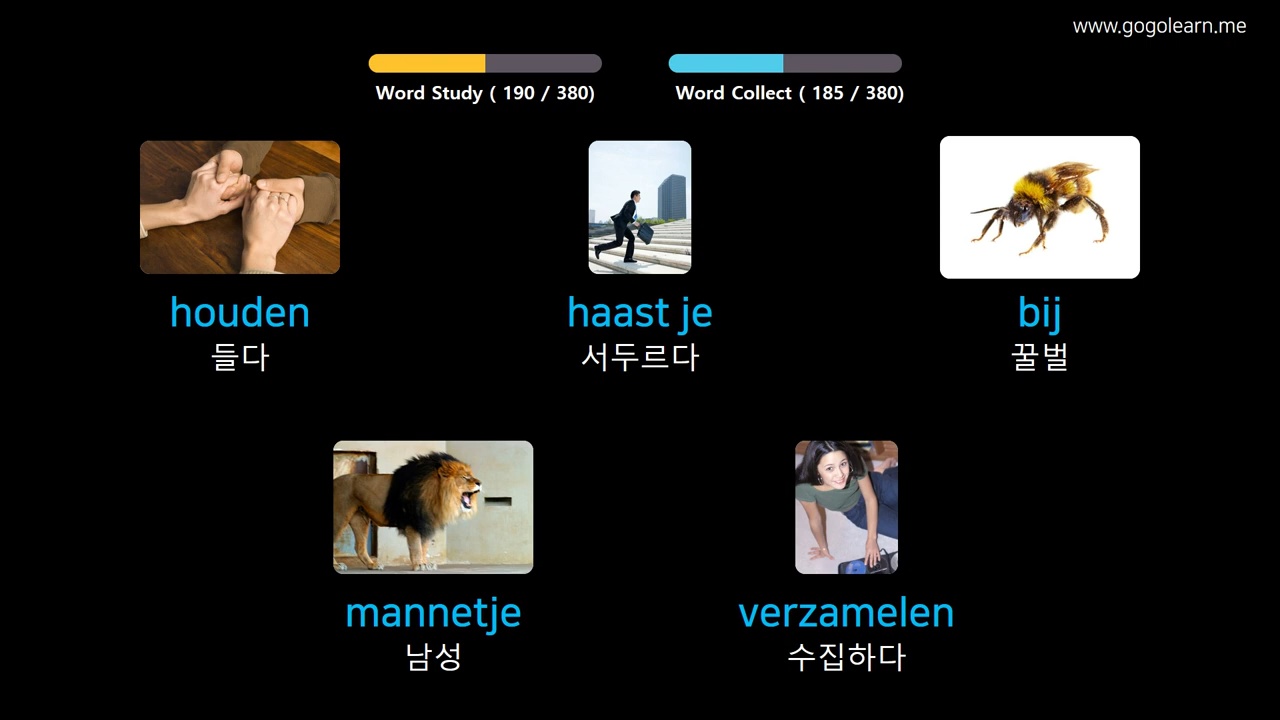 www.gogolearn.me
Word Study ( 190 / 380)
Word Collect ( 185 / 380)
houden
들다
haast je
서두르다
bij
꿀벌
mannetje
남성
verzamelen
수집하다